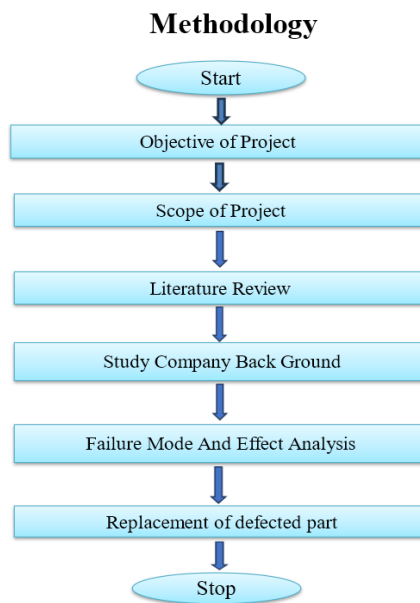 Methodology
Start
Objective of Project
Scope of Project
Literature Review
Study Company Back Ground
Failure Mode And Effect Analysis
Replacement of defected part
Stop